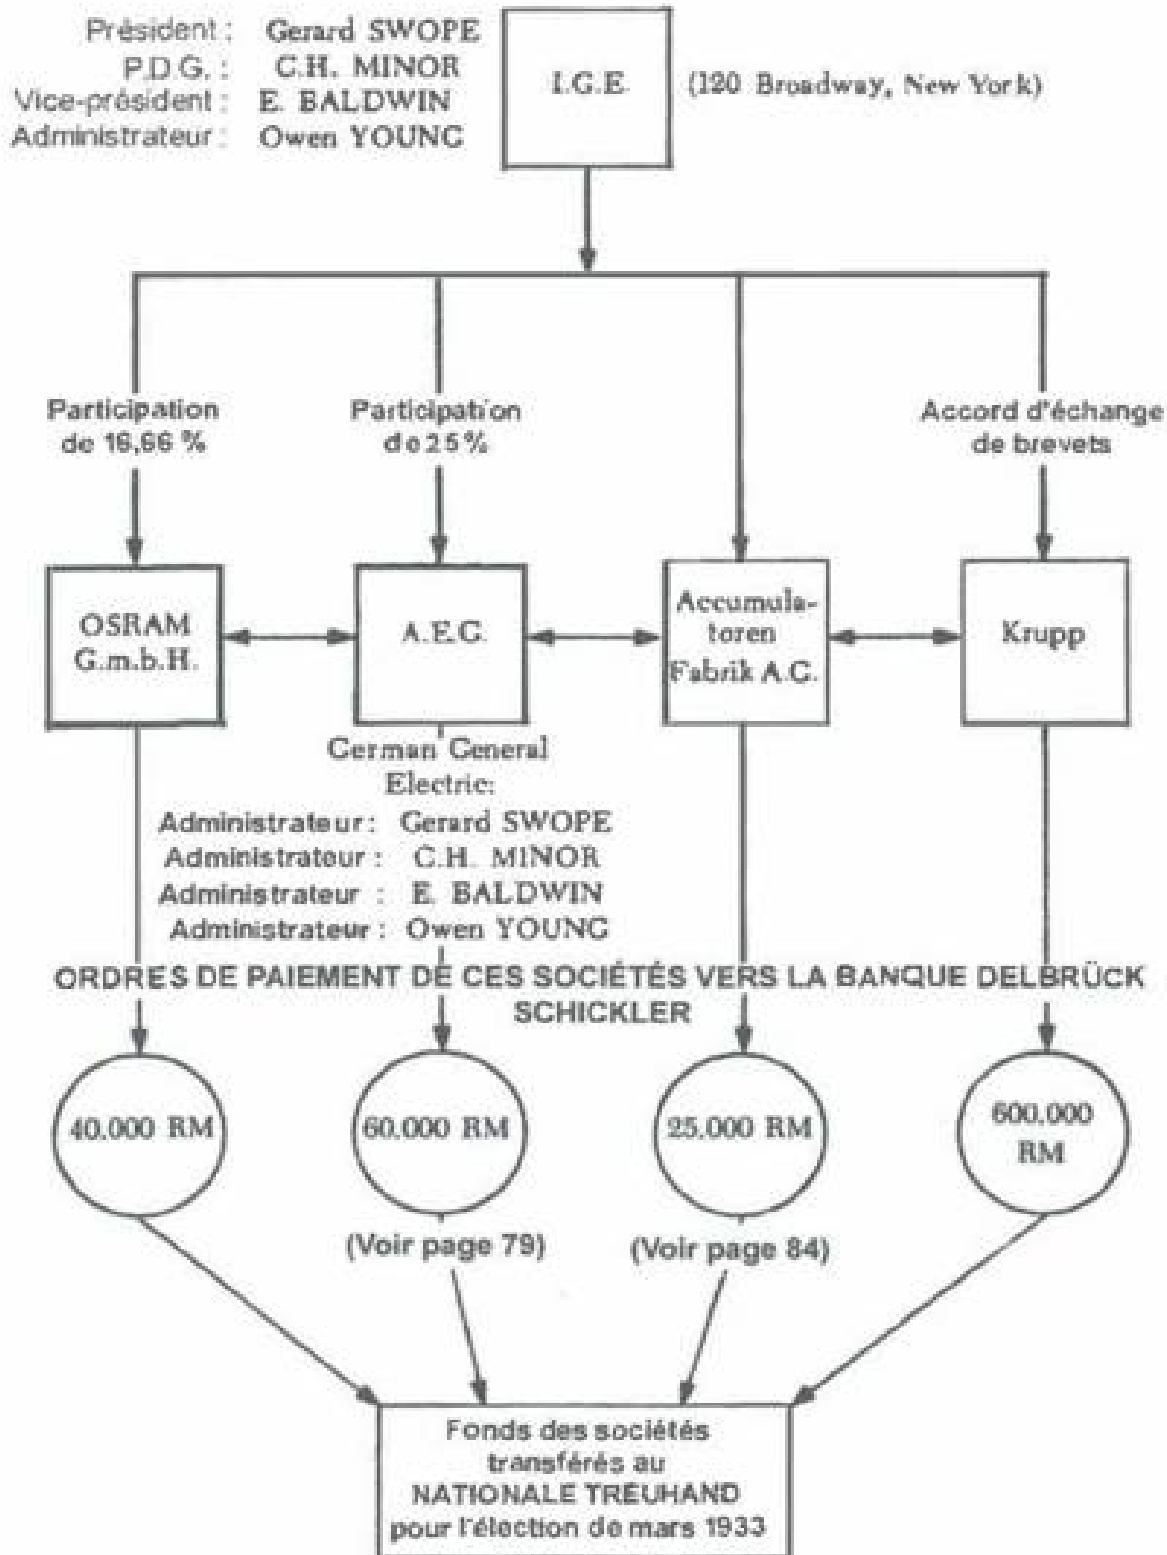 Président : Gerard SWOPE
P.D.G. : C.H. MINOR
Vice-président : E. BALDWIN
Administrateur : Owen YOUNG
I.G.E.
(120 Broadway, New York)
Participation
de 16,66 %
Participation
de 25%
Accord d'échange
de brevets
OSRAM
G.m.b.H.
A.E.G.
Accumula-
toren
Fabrik A.G.
Krupp
German General
Electric:
Administrateur : Gerard SWOPE
Administrateur : C.H. MINOR
Administrateur : E. BALDWIN
Administrateur : Owen YOUNG
ORDRES DE PAIEMENT DE CES SOCIÉTÉS VERS LA BANQUE DELBRÜCK
SCHICKLER
40.000 RM
60.000 RM
25.000 RM
600.000
RM
(Voir page 79)
(Voir page 84)
Fonds des sociétés
transférés au
NATIONALE TREUHAND
pour l'élection de mars 1933